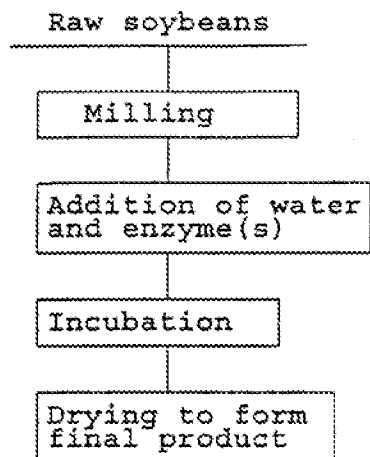 Raw soybeans
Milling
Addition of water
and enzyme(s)
Incubation
Drying to form
final product